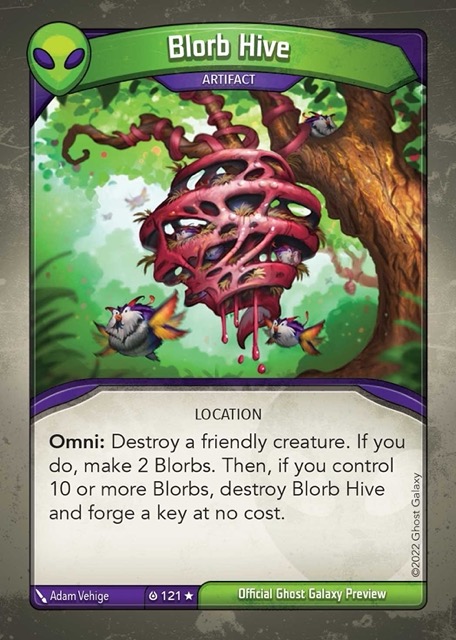 Blorb Hive
ARTIFACT
LOCATION
Omni: Destroy a friendly creature. If you
do, make 2 Blorbs. Then, if you control
10 or more Blorbs, destroy Blorb Hive
and forge a key at no cost.
©2022 Ghost Galaxy
Adam Vehige
121 ★
Official Ghost Galaxy Preview